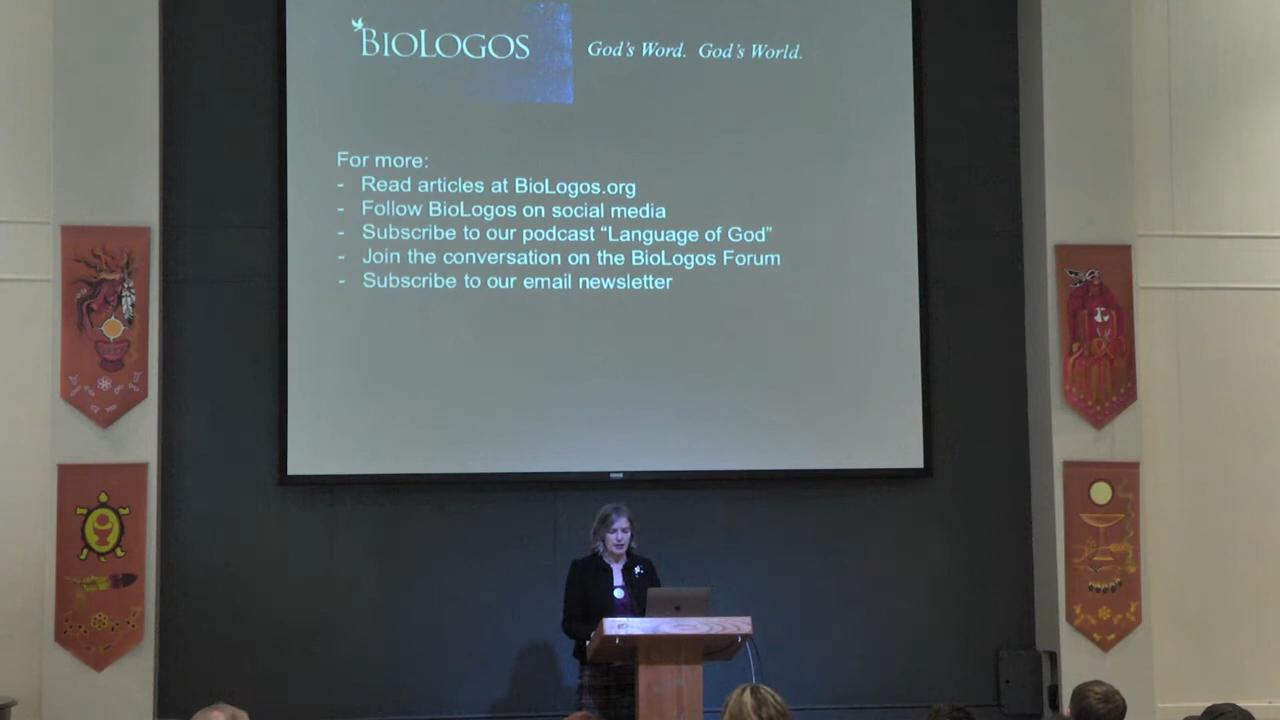 BIOLOGOS God's Word. God's World.
For more:
- Read articles at BioLogos.org
- Follow BioLogos on social media
- Subscribe to our podcast “Language of God”
- Join the conversation on the BioLogos Forum
- Subscribe to our email newsletter